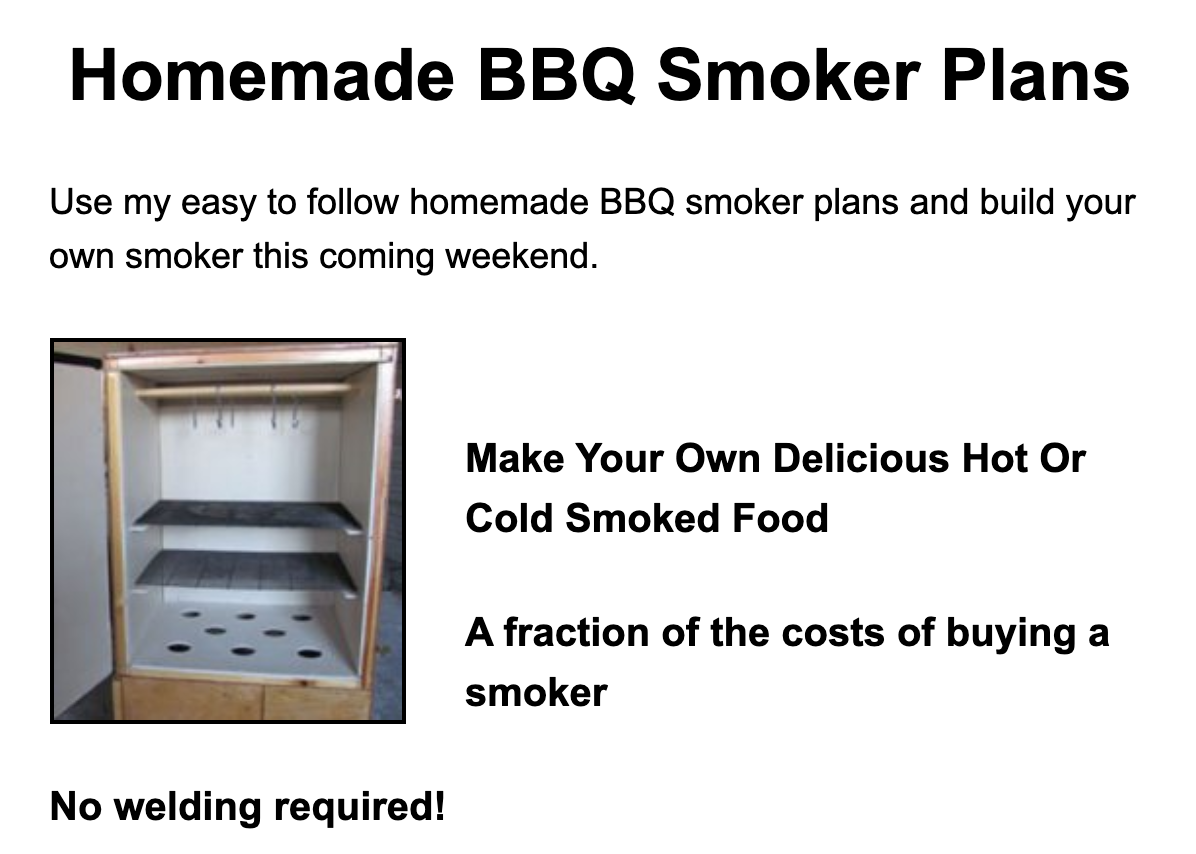 Homemade BBQ Smoker Plans
Use my easy to follow homemade BBQ smoker plans and build your
own smoker this coming weekend.
Make Your Own Delicious Hot Or
Cold Smoked Food
A fraction of the costs of buying a
smoker
No welding required!